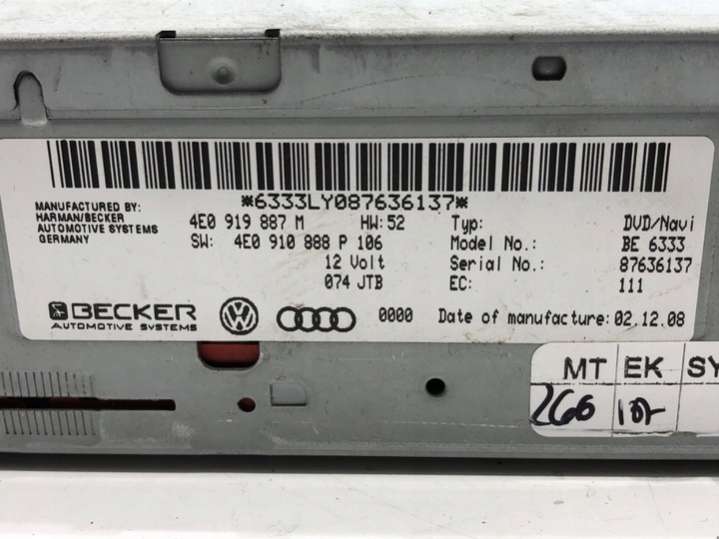 *6333LY087636137*
MANUFACTURED BY:
HARMAN/BECKER
AUTOMOTIVE SYSTEMS
GERMANY
4E0 919 887 M HW:52
SW: 4E0 910 888 P 106
12 Volt
074 JTB
Typ: DVD/Navi
Model No.: BE 6333
Serial No.: 87636137
EC: 111
BECKER
AUTOMOTIVE SYSTEMS
0000
Date of manufacture: 02.12.08
MT EK SY
266